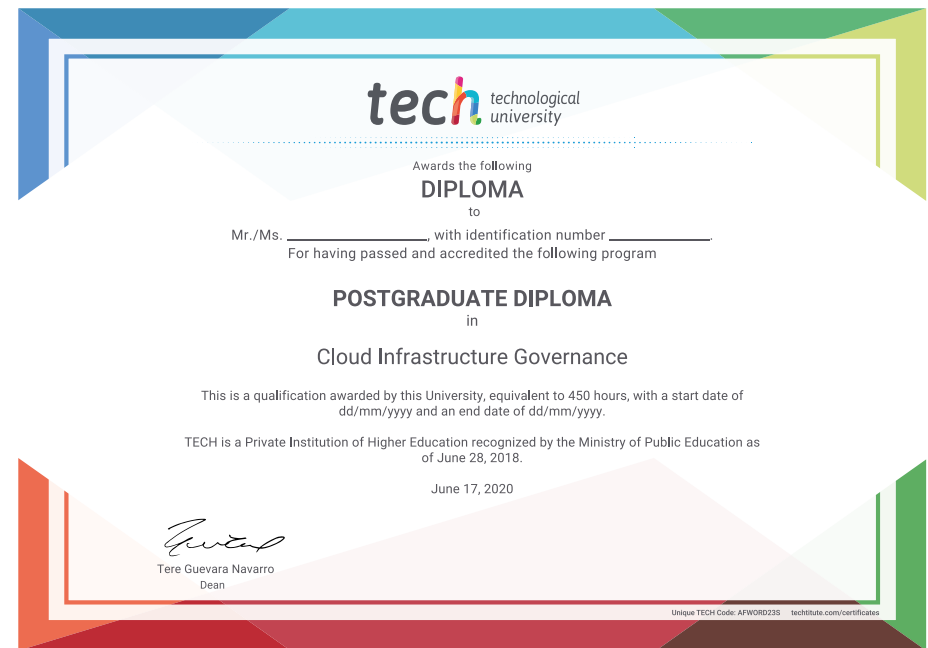 tech technological
university
Awards the following
DIPLOMA
to
Mr./Ms. ____________________, with identification number ______________.
For having passed and accredited the following program
POSTGRADUATE DIPLOMA
in
Cloud Infrastructure Governance
This is a qualification awarded by this University, equivalent to 450 hours, with a start date of
dd/mm/yyyy and an end date of dd/mm/yyyy.
TECH is a Private Institution of Higher Education recognized by the Ministry of Public Education as
of June 28, 2018.
June 17, 2020
Tere Guevara Navarro
Dean
Unique TECH Code: AFWORD23S techtitute.com/certificates